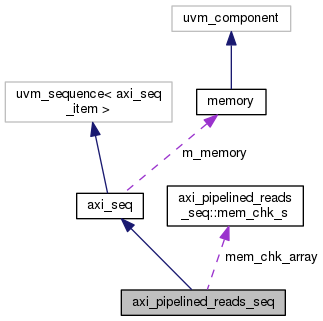 uvm_component
uvm_sequence< axi_seq
_item >
memory
m_memory
axi_seq
axi_pipelined_reads
_seq::mem_chk_s
mem_chk_array
axi_pipelined_reads_seq